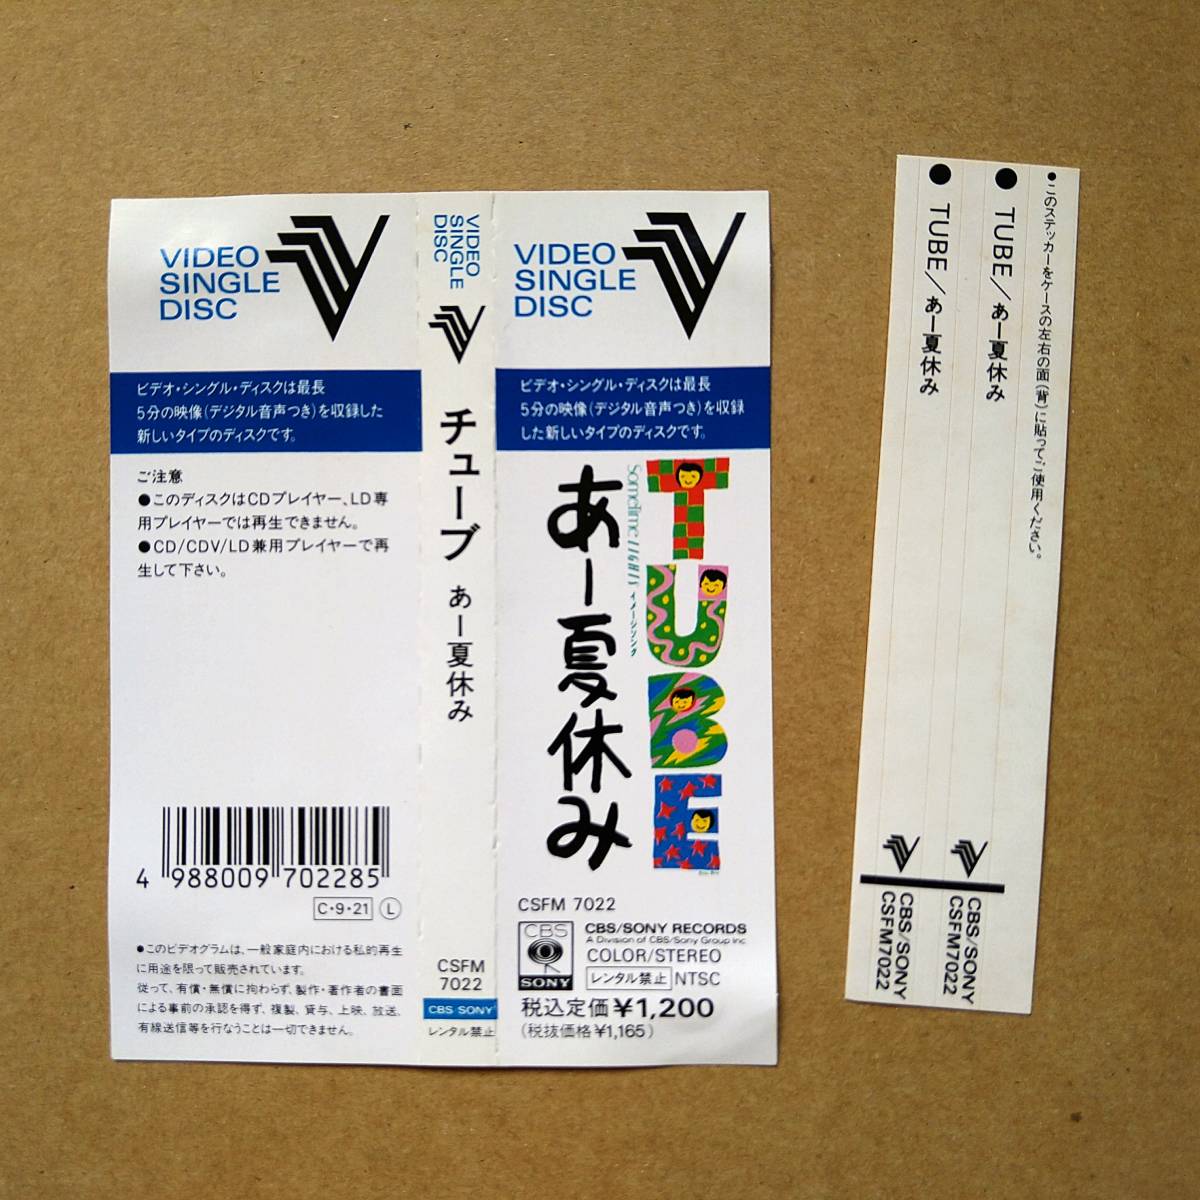 VIDEO
SINGLE
DISC
ビデオ・シングル・ディスクは最長
5分の映像(デジタル音声つき)を収録した
新しいタイプのディスクです。
ご注意
●このディスクはCDプレイヤー、LD専
用プレイヤーでは再生できません。
●CD/CDV/LD兼用プレイヤーで再
生して下さい。
4 988009 702285
C・9・21 L
●このビデオグラムは、一般家庭内における私的再生
に用途を限って販売されています。
従って、有償・無償に拘わらず、製作・著作者の書面
による事前の承認を得ず、複製、貸与、上映、放送、
有線送信等を行なうことは一切できません。
VIDEO
SINGLE
DISC
チューブ あー夏休み
CSFM
7022
CBS SONY
レンタル禁止
VIDEO
SINGLE
DISC
ビデオ・シングル・ディスクは最長
5分の映像(デジタル音声つき)を収録
した新しいタイプのディスクです。
TUBE
Sometime LIGHTS イメージソング
あー夏休み
CSFM 7022
CBS
SONY
CBS/SONY RECORDS
A Division of CBS/Sony Group Inc
COLOR/STEREO
レンタル禁止 NTSC
税込定価¥1,200
(税抜価格¥1,165)
●このステッカーをケースの左右の面(背)に貼ってご使用ください。
● TUBE/あー夏休み
CBS/SONY
CSFM7022
● TUBE/あー夏休み
CBS/SONY
CSFM7022